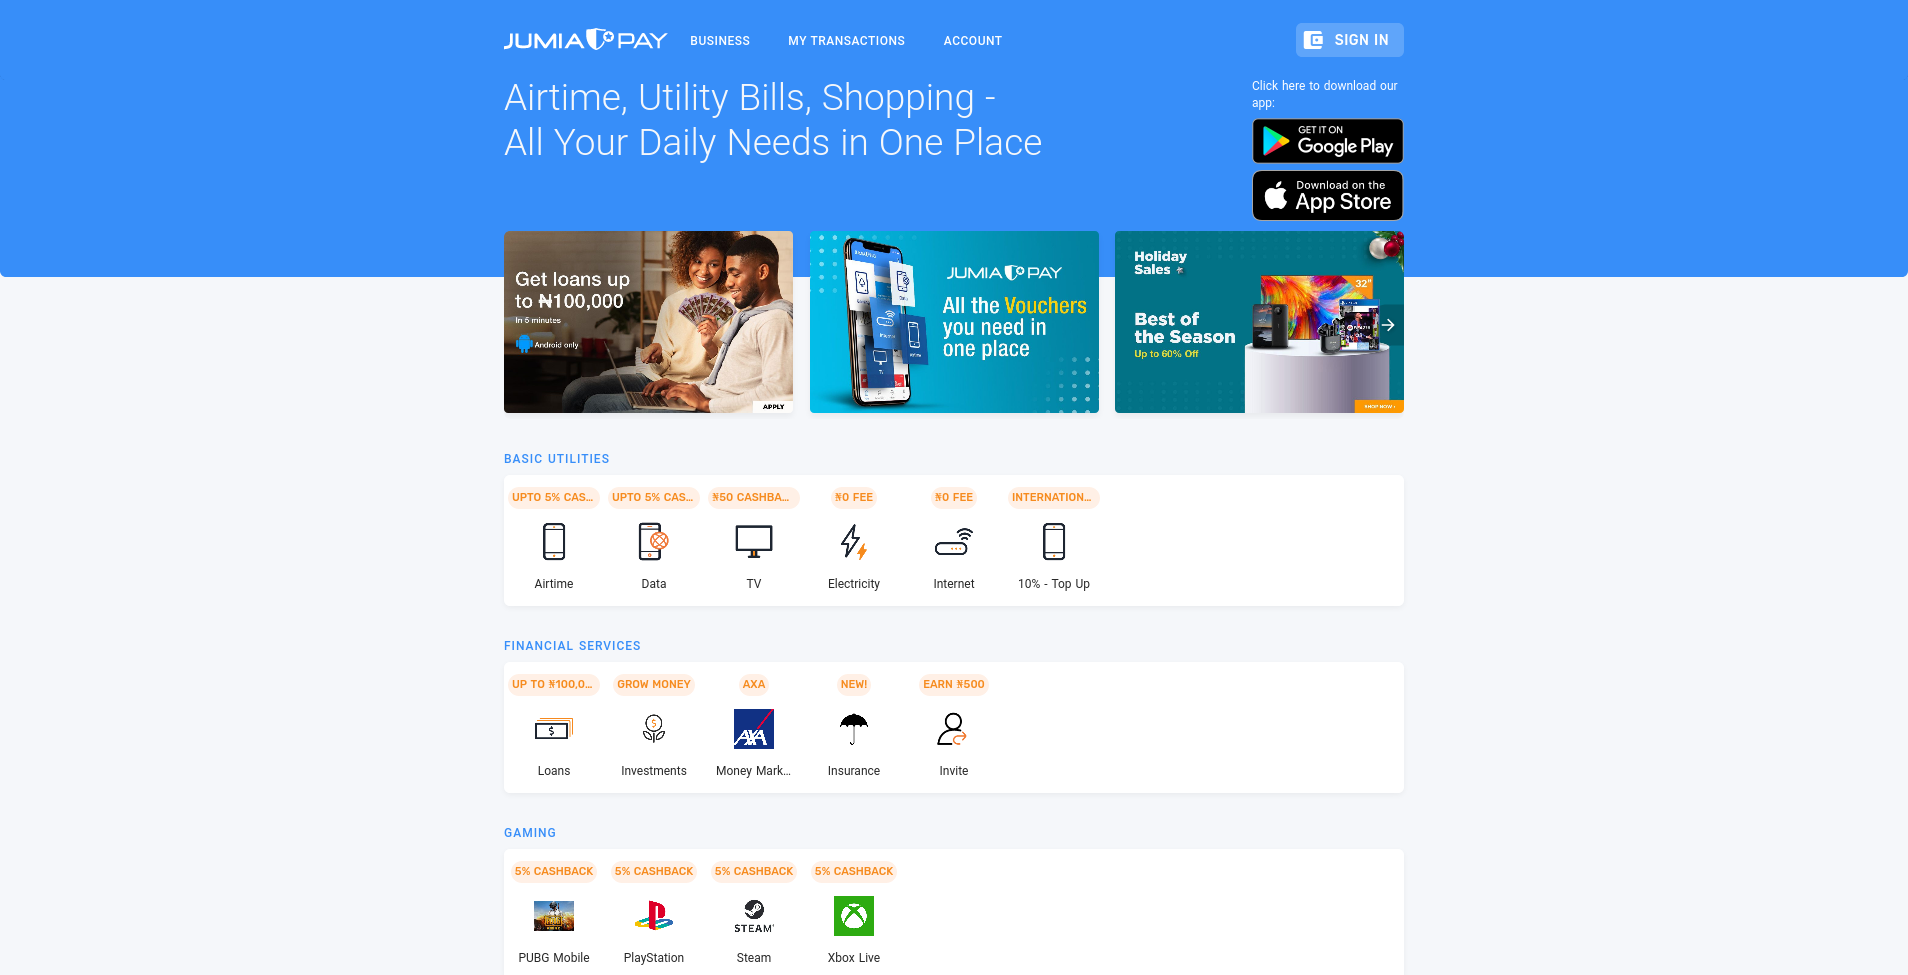 JUMIA PAY
BUSINESS
MY TRANSACTIONS
ACCOUNT
SIGN IN
Airtime, Utility Bills, Shopping -
All Your Daily Needs in One Place
Click here to download our
app:
GET IT ON
Google Play
Download on the
App Store
Get loans up
to ₦100,000
In 5 minutes
Android only
APPLY
JUMIA PAY
All the Vouchers
you need in
one place
Holiday
Sales
32"
Best of
the Season
Up to 60% Off
SHOP NOW ›
BASIC UTILITIES
UPTO 5% CAS...
UPTO 5% CAS...
₦50 CASHBA...
₦0 FEE
₦0 FEE
INTERNATION...
Airtime
Data
TV
Electricity
Internet
10% - Top Up
FINANCIAL SERVICES
UP TO ₦100,0...
GROW MONEY
AXA
NEW!
EARN ₦500
AXA
Loans
Investments
Money Mark...
Insurance
Invite
GAMING
5% CASHBACK
5% CASHBACK
5% CASHBACK
5% CASHBACK
STEAM
PUBG Mobile
PlayStation
Steam
Xbox Live